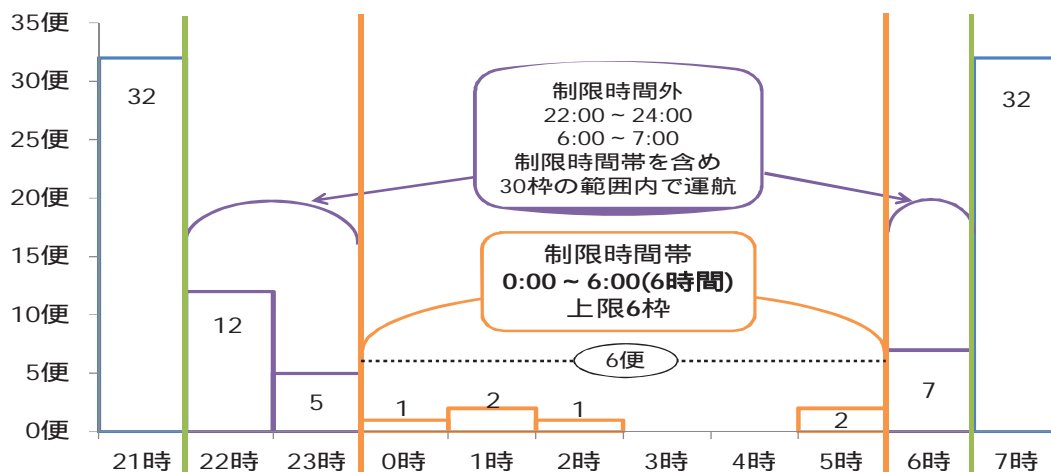 35便
30便
25便
20便
15便
10便
5便
0便
32
12
5
1
2
1
2
7
32
制限時間外
22:00 ~ 24:00
6:00 ~ 7:00
制限時間帯を含め
30枠の範囲内で運航
制限時間帯
0:00 ~ 6:00(6時間)
上限6枠
6便
21時 22時 23時 0時 1時 2時 3時 4時 5時 6時 7時